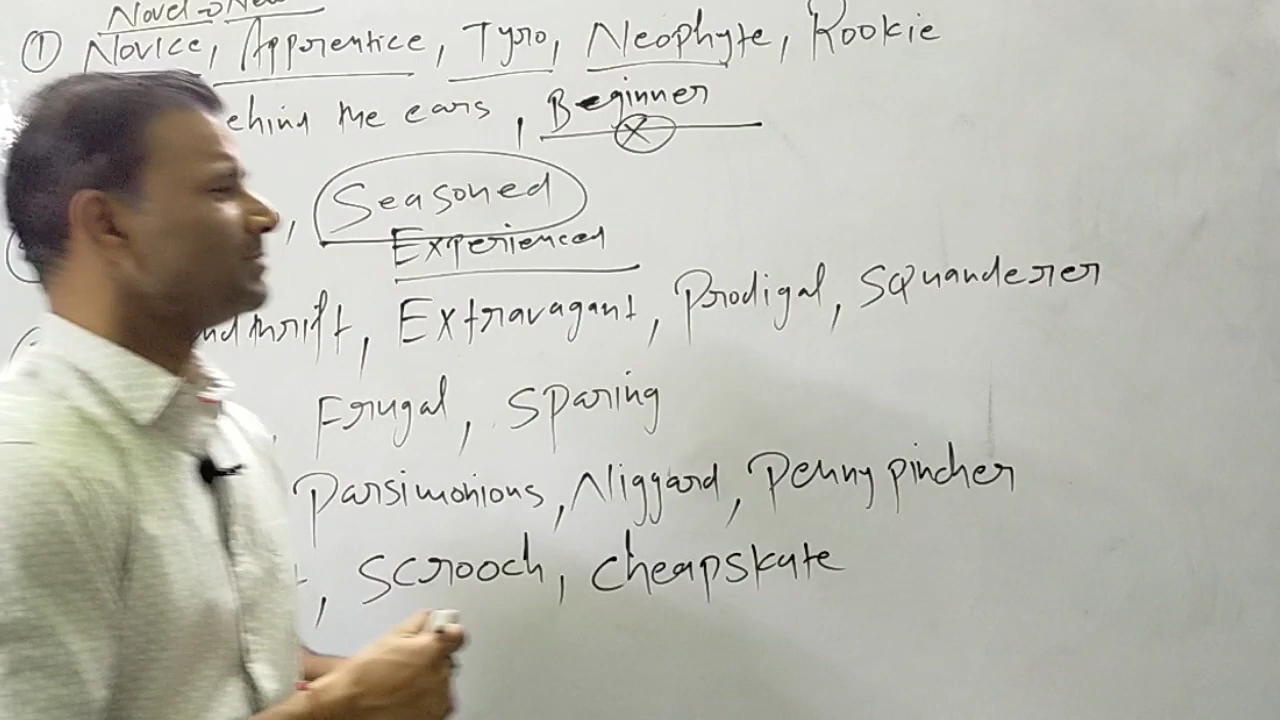 Novel → New
① Novice, Apprentice, Tyro, Neophyte, Rookie
ehind the ears, Beginner
, Seasoned
Experienced
ndthrift, Extravagant, Prodigal, Squanderer
Frugal, Sparing
Parsimonious, Niggard, Penny pincher
, Scrooch, Cheapskate